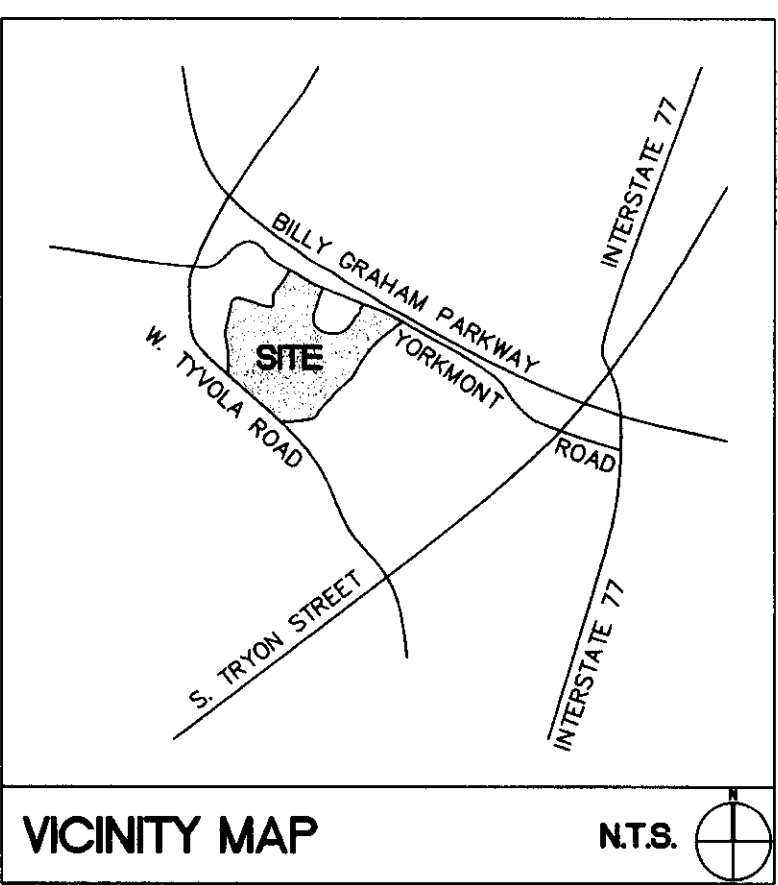 INTERSTATE 77
BILLY GRAHAM PARKWAY
SITE
W. TYVOLA ROAD
YORKMONT
ROAD
S. TRYON STREET
INTERSTATE 77
VICINITY MAP
N.T.S.
N